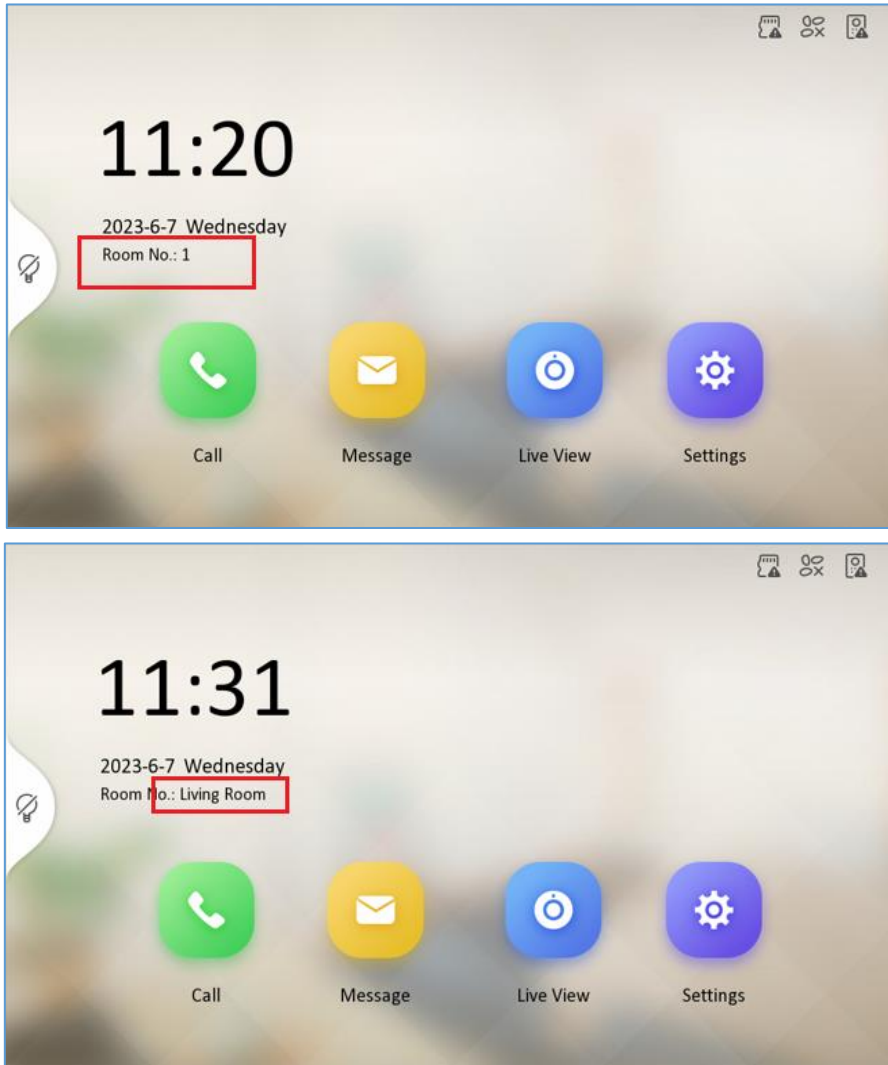 11:20
2023-6-7 Wednesday
Room No.: 1
Call Message Live View Settings
11:31
2023-6-7 Wednesday
Room No.: Living Room
Call Message Live View Settings